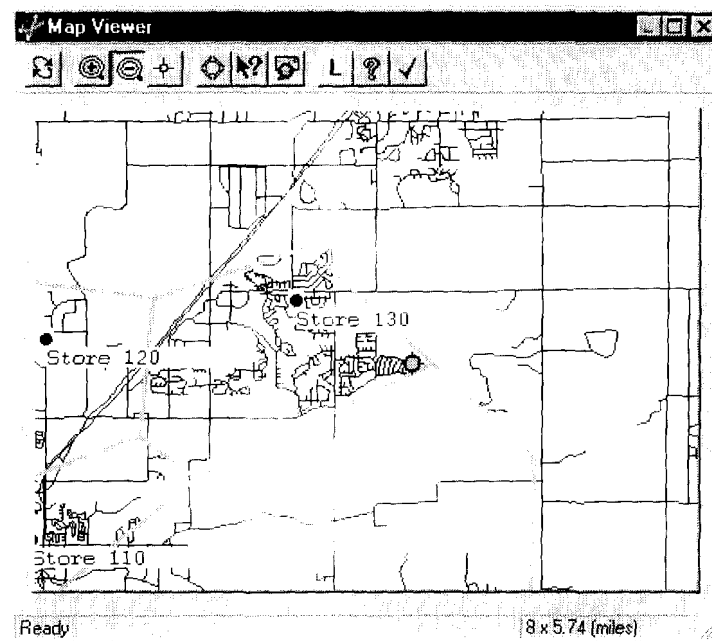 Map Viewer
L
Store 130
Store 120
Store 110
Ready
8 x 5.74 (miles)